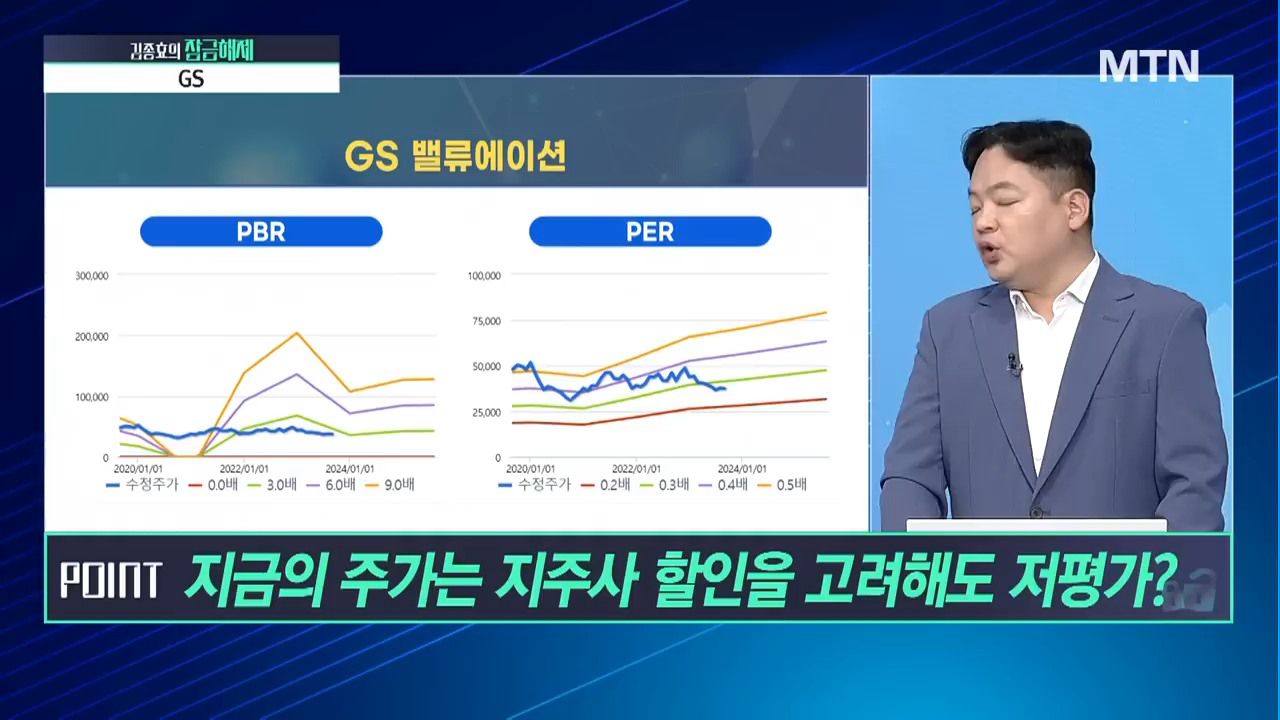 김종효의 잠금해제
GS
MTN
GS 밸류에이션
PBR
300,000
200,000
100,000
0
2020/01/01 2022/01/01 2024/01/01
수정주가 0.0배 3.0배 6.0배 9.0배
PER
100,000
75,000
50,000
25,000
0
2020/01/01 2022/01/01 2024/01/01
수정주가 0.2배 0.3배 0.4배 0.5배
POINT 지금의 주가는 지주사 할인을 고려해도 저평가?